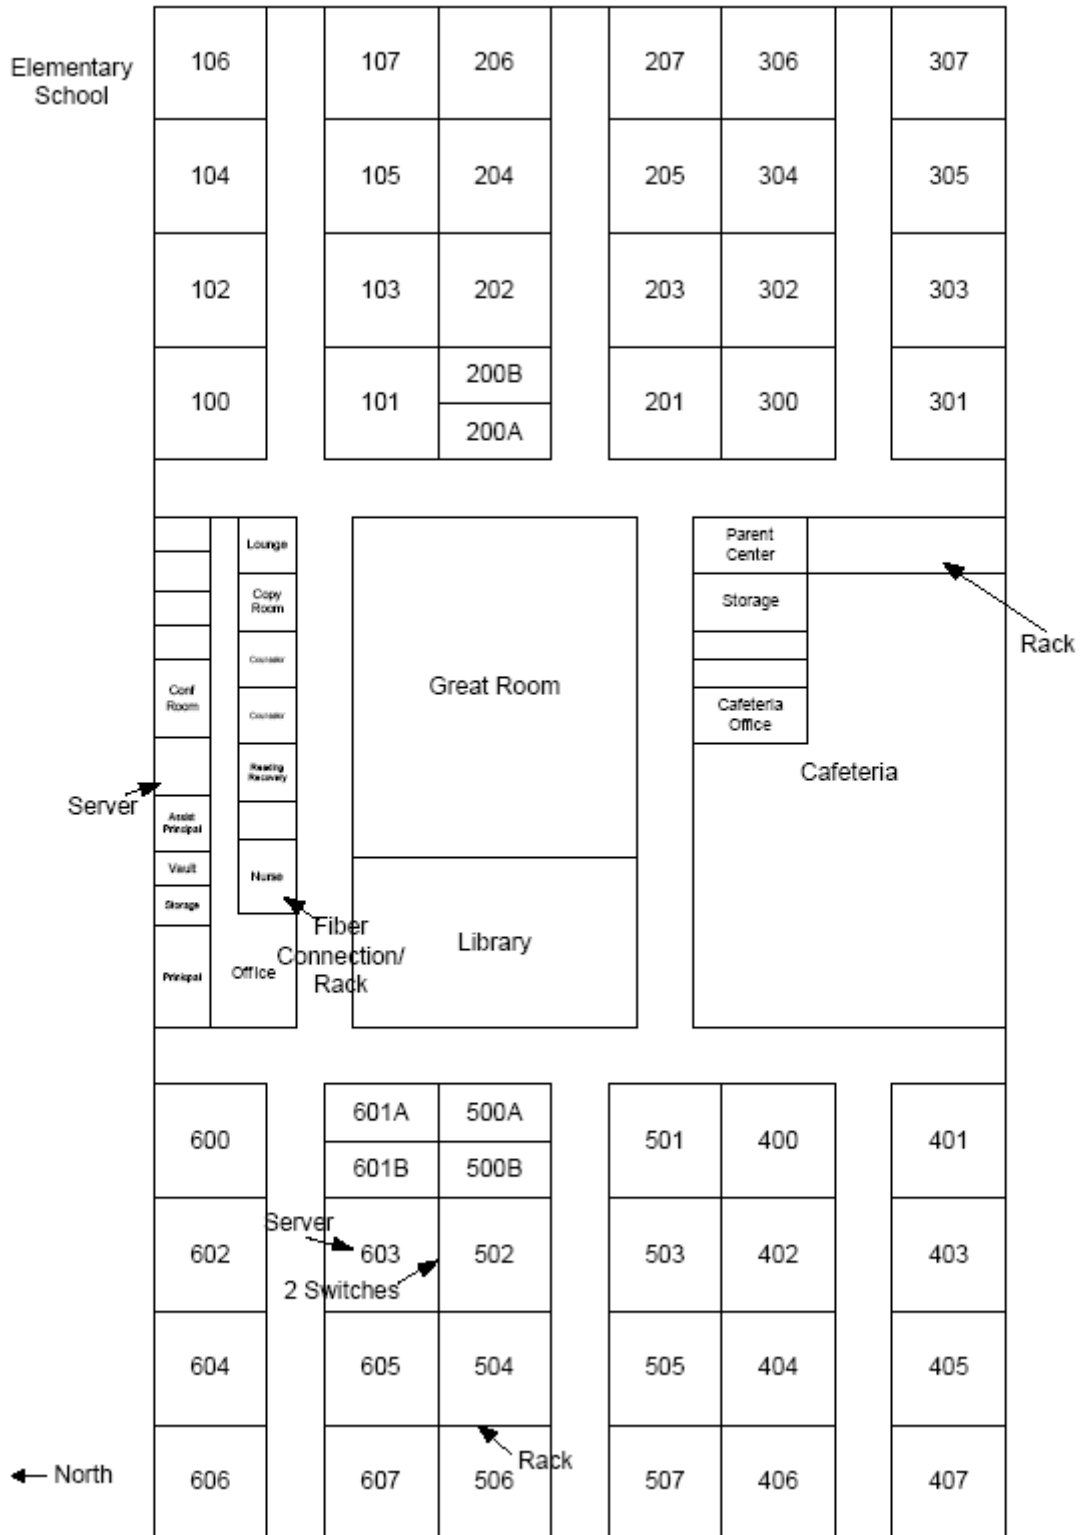 Elementary
School
106
107
206
207
306
307
104
105
204
205
304
305
102
103
202
203
302
303
100
101
200B
200A
201
300
301
Lounge
Copy
Room
Counselor
Counselor
Reading
Recovery
Nurse
Conf
Room
Server
Assist
Principal
Vault
Storage
Principal
Office
Fiber
Connection/
Rack
Great Room
Library
Parent
Center
Storage
Cafeteria
Office
Cafeteria
Rack
600
601A
500A
601B
500B
501
400
401
602
Server
603
2 Switches
502
503
402
403
604
605
504
505
404
405
North
606
607
Rack
506
507
406
407